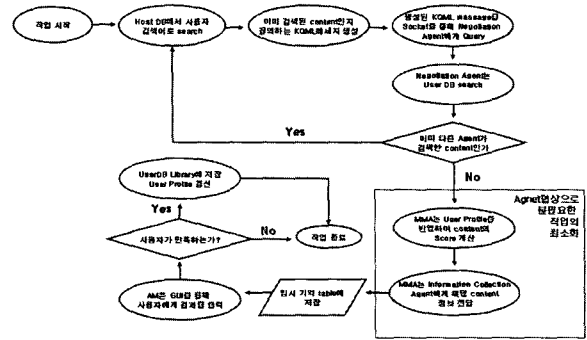 작업 시작
Host DB에서 사용자
검색어로 search
이미 검색된 content인지
질의하는 KQML메세지 생성
생성된 KQML message를
Socket을 통해 Negotiation
Agent에게 Query
Negotiation Agent는
User DB search
Yes
이미 다른 Agent가
검색한 content인가
No
UserDB Library에 저장
User Profile 갱신
Agnet협상으로
불필요한
작업의
최소화
MMA는 User Profile을
반영하여 content의
Score 계산
Yes
No
사용자가 만족하는가?
작업 종료
MMA는 Information Collection
Agent에게 해당 content
정보 전달
임시 기억 table에
저장
AM은 GUI를 통해
사용자에게 결과를 출력